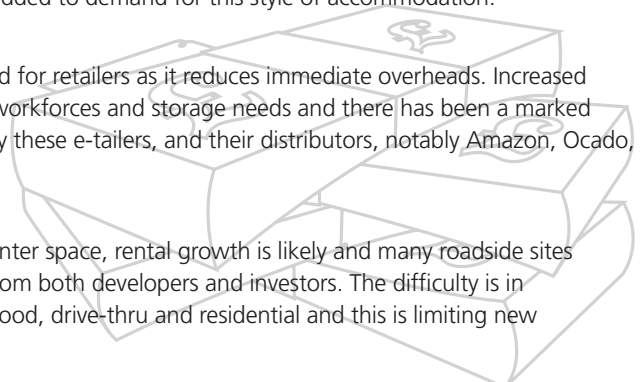 added to demand for this style of accommodation.
d for retailers as it reduces immediate overheads. Increased
workforces and storage needs and there has been a marked
y these e-tailers, and their distributors, notably Amazon, Ocado,
nter space, rental growth is likely and many roadside sites
om both developers and investors. The difficulty is in
ood, drive-thru and residential and this is limiting new